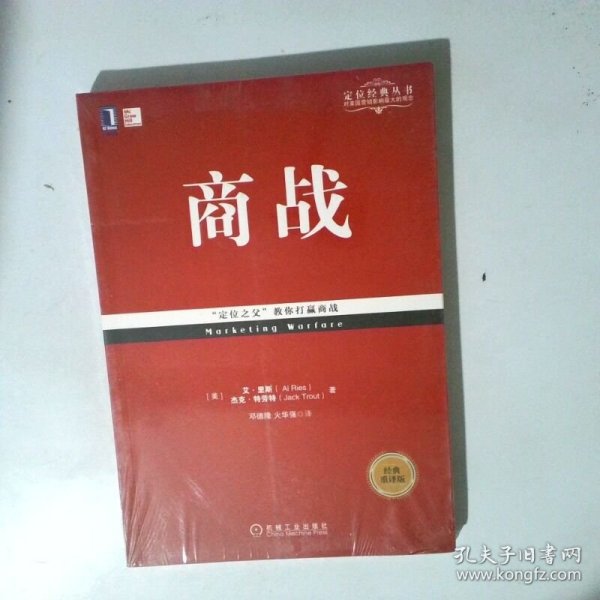 定位经典丛书
对美国营销影响最大的观念
Mc
Graw
Hill
Education
商战
“定位之父”教你打赢商战
Marketing Warfare
[美] 艾·里斯（Al Ries）
杰克·特劳特（Jack Trout） 著
邓德隆 火华强◎译
经典
重译版
机械工业出版社
China Machine Press
孔夫子旧书网
www.kongfz.com